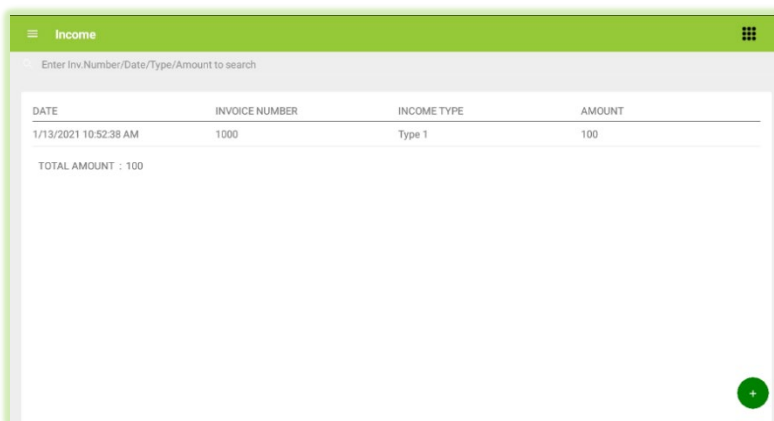 Income
Enter Inv.Number/Date/Type/Amount to search
DATE INVOICE NUMBER INCOME TYPE AMOUNT
1/13/2021 10:52:38 AM 1000 Type 1 100
TOTAL AMOUNT : 100
+